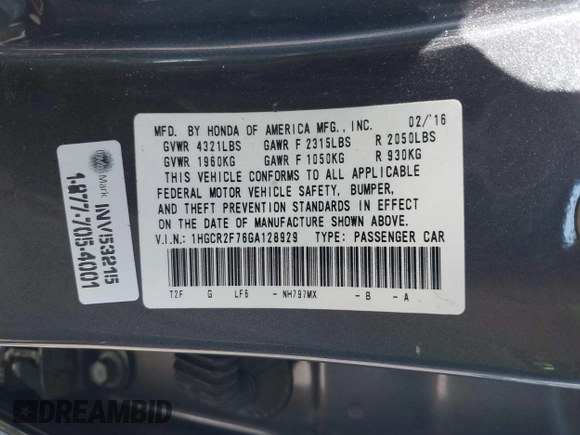 MFD. BY HONDA OF AMERICA MFG., INC. 02/'16
GVWR 4321LBS GAWR F 2315LBS R 2050LBS
GVWR 1960KG GAWR F 1050KG R 930KG
THIS VEHICLE CONFORMS TO ALL APPLICABLE
FEDERAL MOTOR VEHICLE SAFETY, BUMPER,
AND THEFT PREVENTION STANDARDS IN EFFECT
ON THE DATE OF MANUFACTURE SHOWN ABOVE.
V.I.N.: 1HGCR2F76GA128929 TYPE: PASSENGER CAR
T2F G LF6 - NH797MX - B - A
Mark
INV53215
1-877-705-4001
DREAMBID